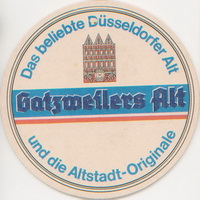 Das beliebte Düsseldorfer Alt
Gatzweilers Alt
und die Altstadt-Originale